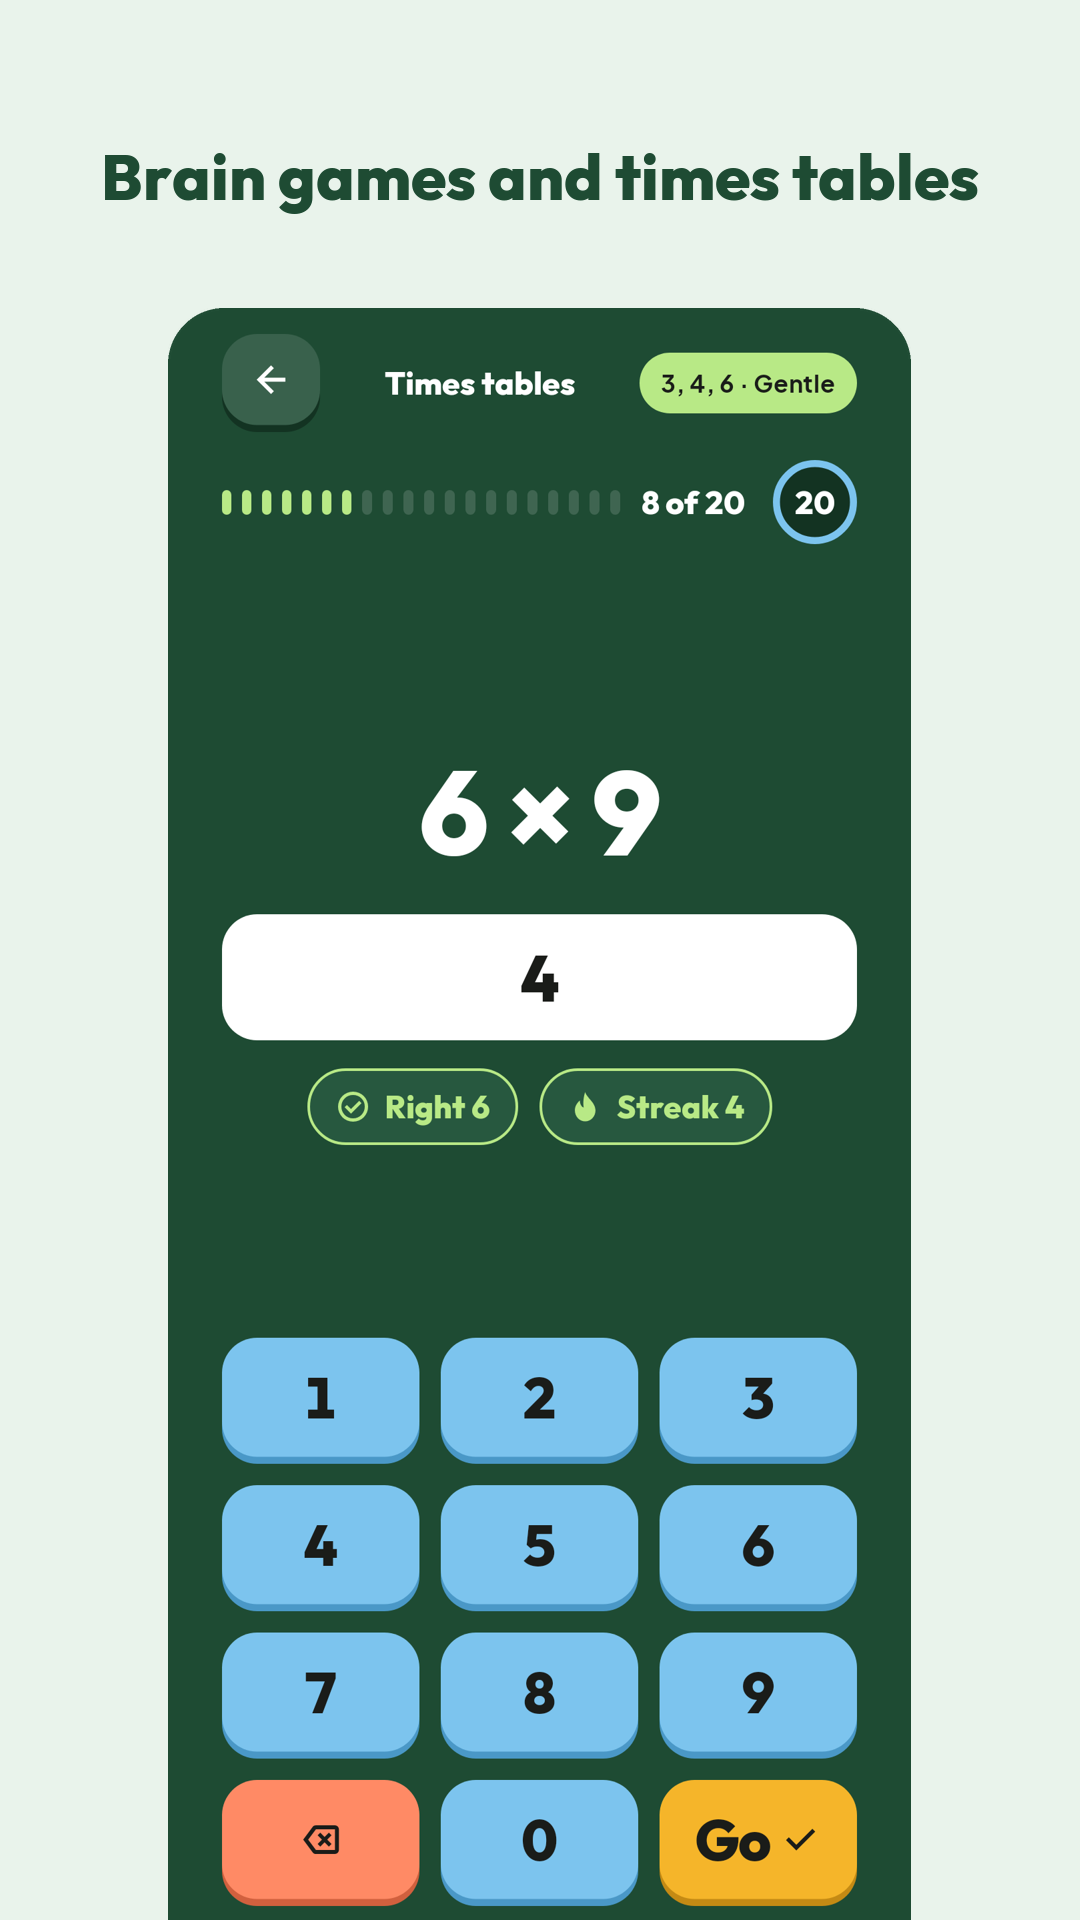 Brain games and times tables
Times tables
3, 4, 6 · Gentle
8 of 20
20
6 × 9
4
Right 6
Streak 4
1 2 3
4 5 6
7 8 9
0 Go